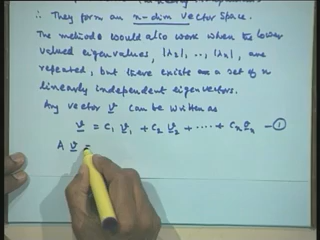 ∴ They form an n-dim vector space.
The methods would also work when the lower
valued eigenvalues, |λ2|, .., |λn|, are
repeated, but there exists a set of n
linearly independent eigenvectors.
Any vector v can be written as
v = c1 v1 + c2 v2 + ..... + cn vn - ①
A v =